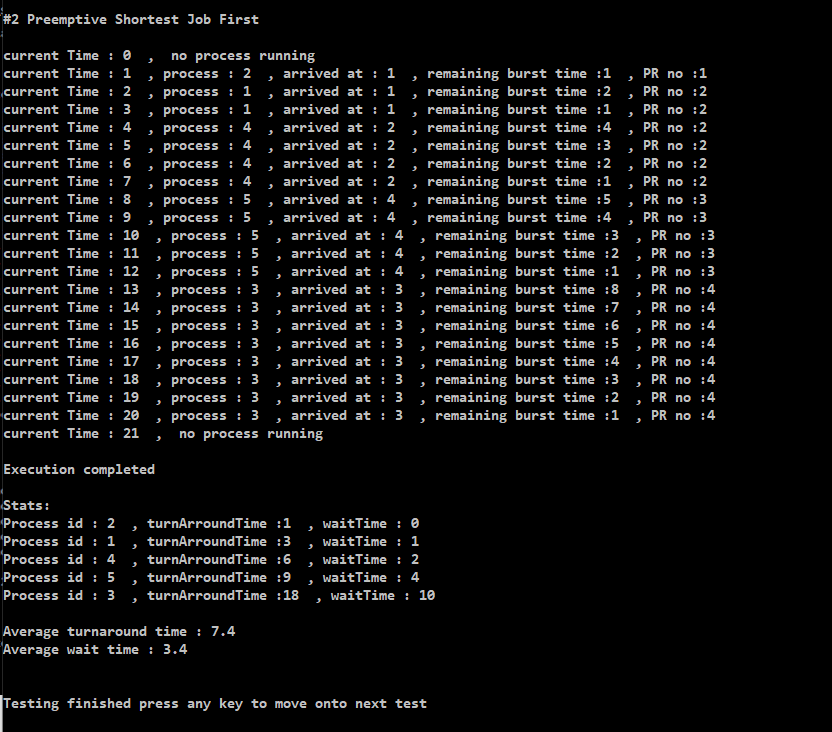 #2 Preemptive Shortest Job First
current Time : 0  ,  no process running
current Time : 1  , process : 2  , arrived at : 1  , remaining burst time :1  , PR no :1
current Time : 2  , process : 1  , arrived at : 1  , remaining burst time :2  , PR no :2
current Time : 3  , process : 1  , arrived at : 1  , remaining burst time :1  , PR no :2
current Time : 4  , process : 4  , arrived at : 2  , remaining burst time :4  , PR no :2
current Time : 5  , process : 4  , arrived at : 2  , remaining burst time :3  , PR no :2
current Time : 6  , process : 4  , arrived at : 2  , remaining burst time :2  , PR no :2
current Time : 7  , process : 4  , arrived at : 2  , remaining burst time :1  , PR no :2
current Time : 8  , process : 5  , arrived at : 4  , remaining burst time :5  , PR no :3
current Time : 9  , process : 5  , arrived at : 4  , remaining burst time :4  , PR no :3
current Time : 10  , process : 5  , arrived at : 4  , remaining burst time :3  , PR no :3
current Time : 11  , process : 5  , arrived at : 4  , remaining burst time :2  , PR no :3
current Time : 12  , process : 5  , arrived at : 4  , remaining burst time :1  , PR no :3
current Time : 13  , process : 3  , arrived at : 3  , remaining burst time :8  , PR no :4
current Time : 14  , process : 3  , arrived at : 3  , remaining burst time :7  , PR no :4
current Time : 15  , process : 3  , arrived at : 3  , remaining burst time :6  , PR no :4
current Time : 16  , process : 3  , arrived at : 3  , remaining burst time :5  , PR no :4
current Time : 17  , process : 3  , arrived at : 3  , remaining burst time :4  , PR no :4
current Time : 18  , process : 3  , arrived at : 3  , remaining burst time :3  , PR no :4
current Time : 19  , process : 3  , arrived at : 3  , remaining burst time :2  , PR no :4
current Time : 20  , process : 3  , arrived at : 3  , remaining burst time :1  , PR no :4
current Time : 21  ,  no process running
Execution completed
Stats:
Process id : 2  , turnArroundTime :1  , waitTime : 0
Process id : 1  , turnArroundTime :3  , waitTime : 1
Process id : 4  , turnArroundTime :6  , waitTime : 2
Process id : 5  , turnArroundTime :9  , waitTime : 4
Process id : 3  , turnArroundTime :18  , waitTime : 10
Average turnaround time : 7.4
Average wait time : 3.4
Testing finished press any key to move onto next test